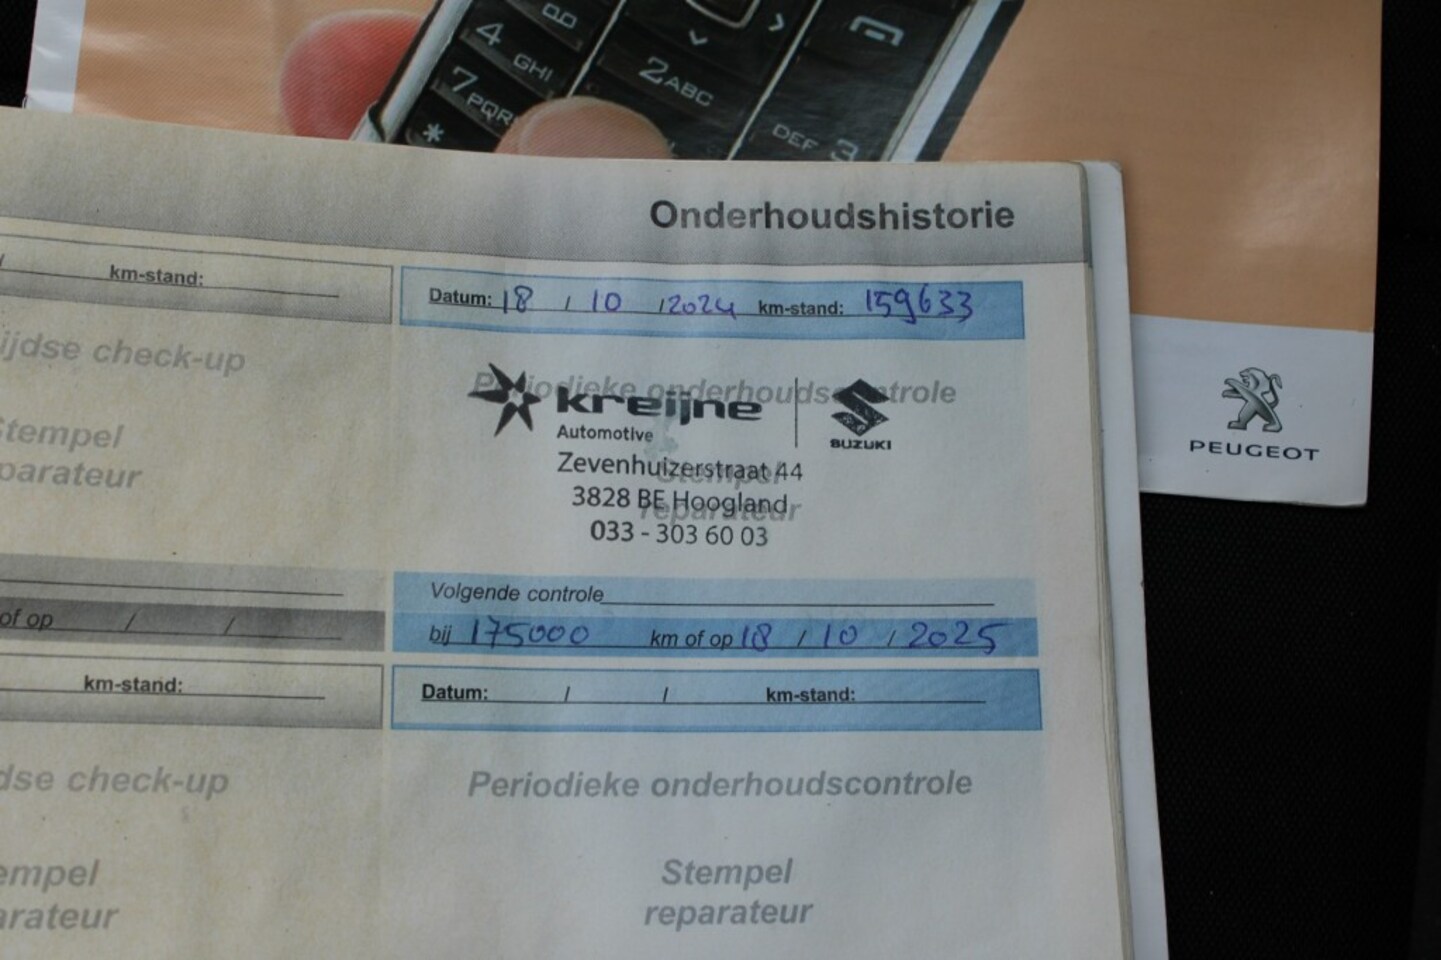 4 GHI
2 ABC
7 PQR
*
DEF 3
Onderhoudshistorie
km-stand:
Datum: 18 / 10 / 2024 km-stand: 159633
ijdse check-up
Periodieke onderhoudscontrole
kreijne
Automotive
SUZUKI
PEUGEOT
Stempel
parateur
Stempel
reparateur
Zevenhuizerstraat 44
3828 BE Hoogland
033 - 303 60 03
Volgende controle
of op / /
bij 175000 km of op 18 / 10 / 2025
km-stand:
Datum: / / km-stand:
dse check-up
Periodieke onderhoudscontrole
empel
arateur
Stempel
reparateur